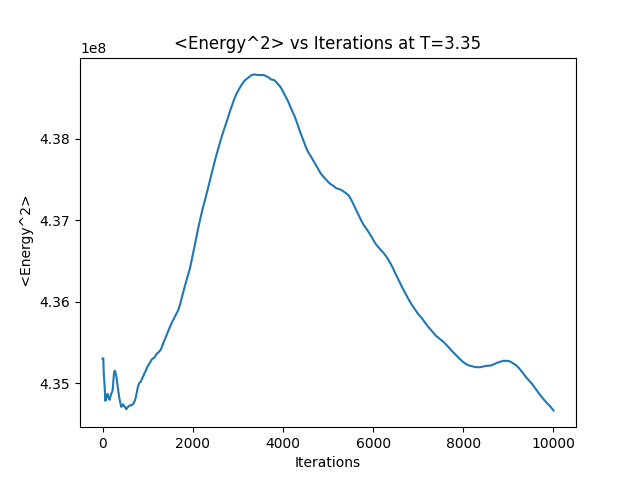 <Energy^2> vs Iterations at T=3.35
1e8
4.38
4.37
4.36
4.35
<Energy^2>
0 2000 4000 6000 8000 10000
Iterations